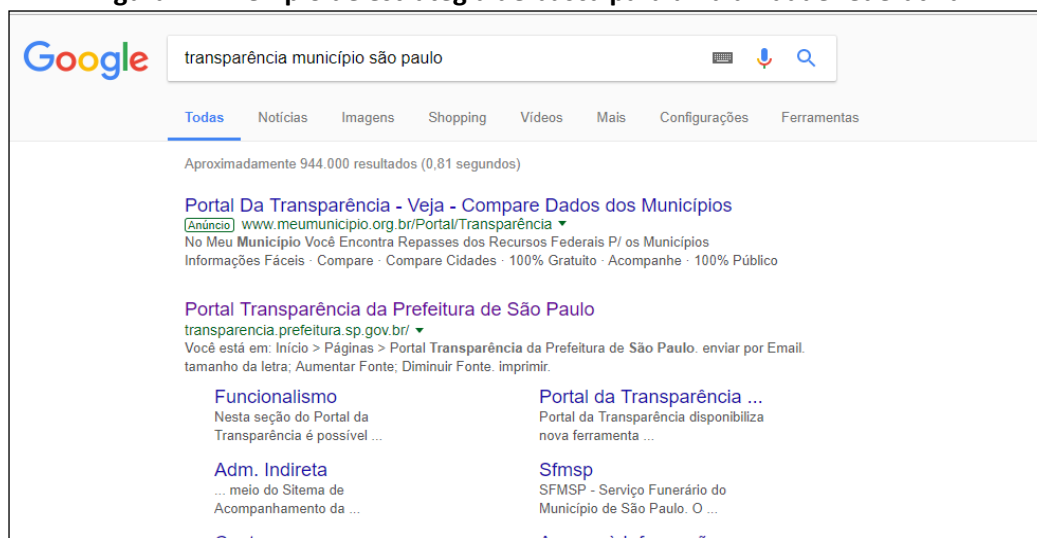 Google
transparência município são paulo
Todas Notícias Imagens Shopping Vídeos Mais Configurações Ferramentas
Aproximadamente 944.000 resultados (0,81 segundos)
Portal Da Transparência - Veja - Compare Dados dos Municípios
Anúncio www.meumunicipio.org.br/Portal/Transparência
No Meu Município Você Encontra Repasses dos Recursos Federais P/ os Municípios
Informações Fáceis · Compare · Compare Cidades · 100% Gratuito · Acompanhe · 100% Público
Portal Transparência da Prefeitura de São Paulo
transparencia.prefeitura.sp.gov.br/
Você está em: Início > Páginas > Portal Transparência da Prefeitura de São Paulo. enviar por Email.
tamanho da letra; Aumentar Fonte; Diminuir Fonte. imprimir.
Funcionalismo
Nesta seção do Portal da
Transparência é possível ...
Portal da Transparência ...
Portal da Transparência disponibiliza
nova ferramenta ...
Adm. Indireta
... meio do Sitema de
Acompanhamento da ...
Sfmsp
SFMSP - Serviço Funerário do
Município de São Paulo. O ...